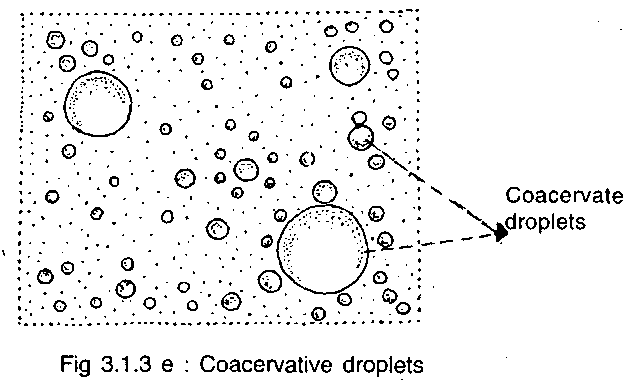 Coacervate
droplets
Fig 3.1.3 e : Coacervative droplets